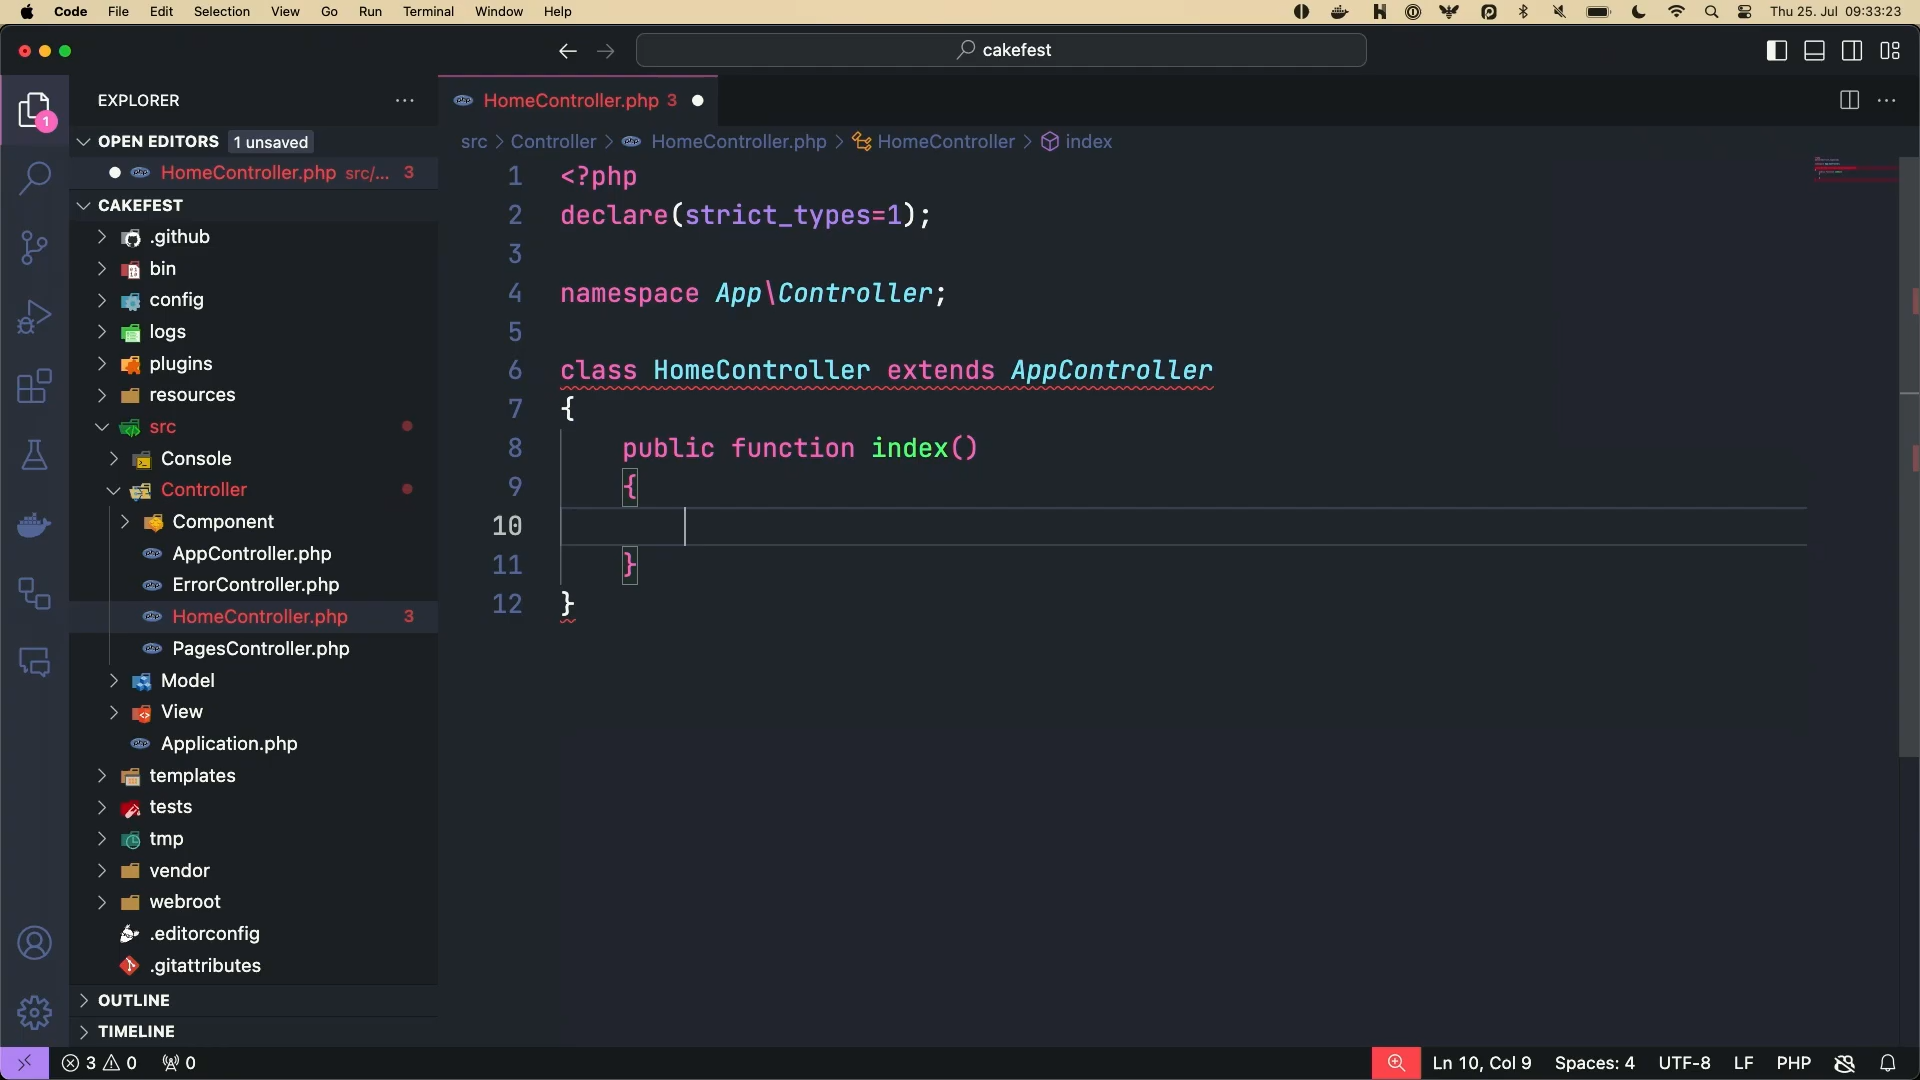 Code File Edit Selection View Go Run Terminal Window Help Thu 25. Jul 09:33:23
cakefest
EXPLORER
OPEN EDITORS 1 unsaved
HomeController.php src/... 3
CAKEFEST
.github
bin
config
logs
plugins
resources
src
Console
Controller
Component
AppController.php
ErrorController.php
HomeController.php 3
PagesController.php
Model
View
Application.php
templates
tests
tmp
vendor
webroot
.editorconfig
.gitattributes
OUTLINE
TIMELINE
1
HomeController.php 3
src > Controller > HomeController.php > HomeController > index
1 <?php
2 declare(strict_types=1);
3
4 namespace App\Controller;
5
6 class HomeController extends AppController
7 {
8 public function index()
9 {
10
11 }
12 }
3 0 0 Ln 10, Col 9 Spaces: 4 UTF-8 LF PHP